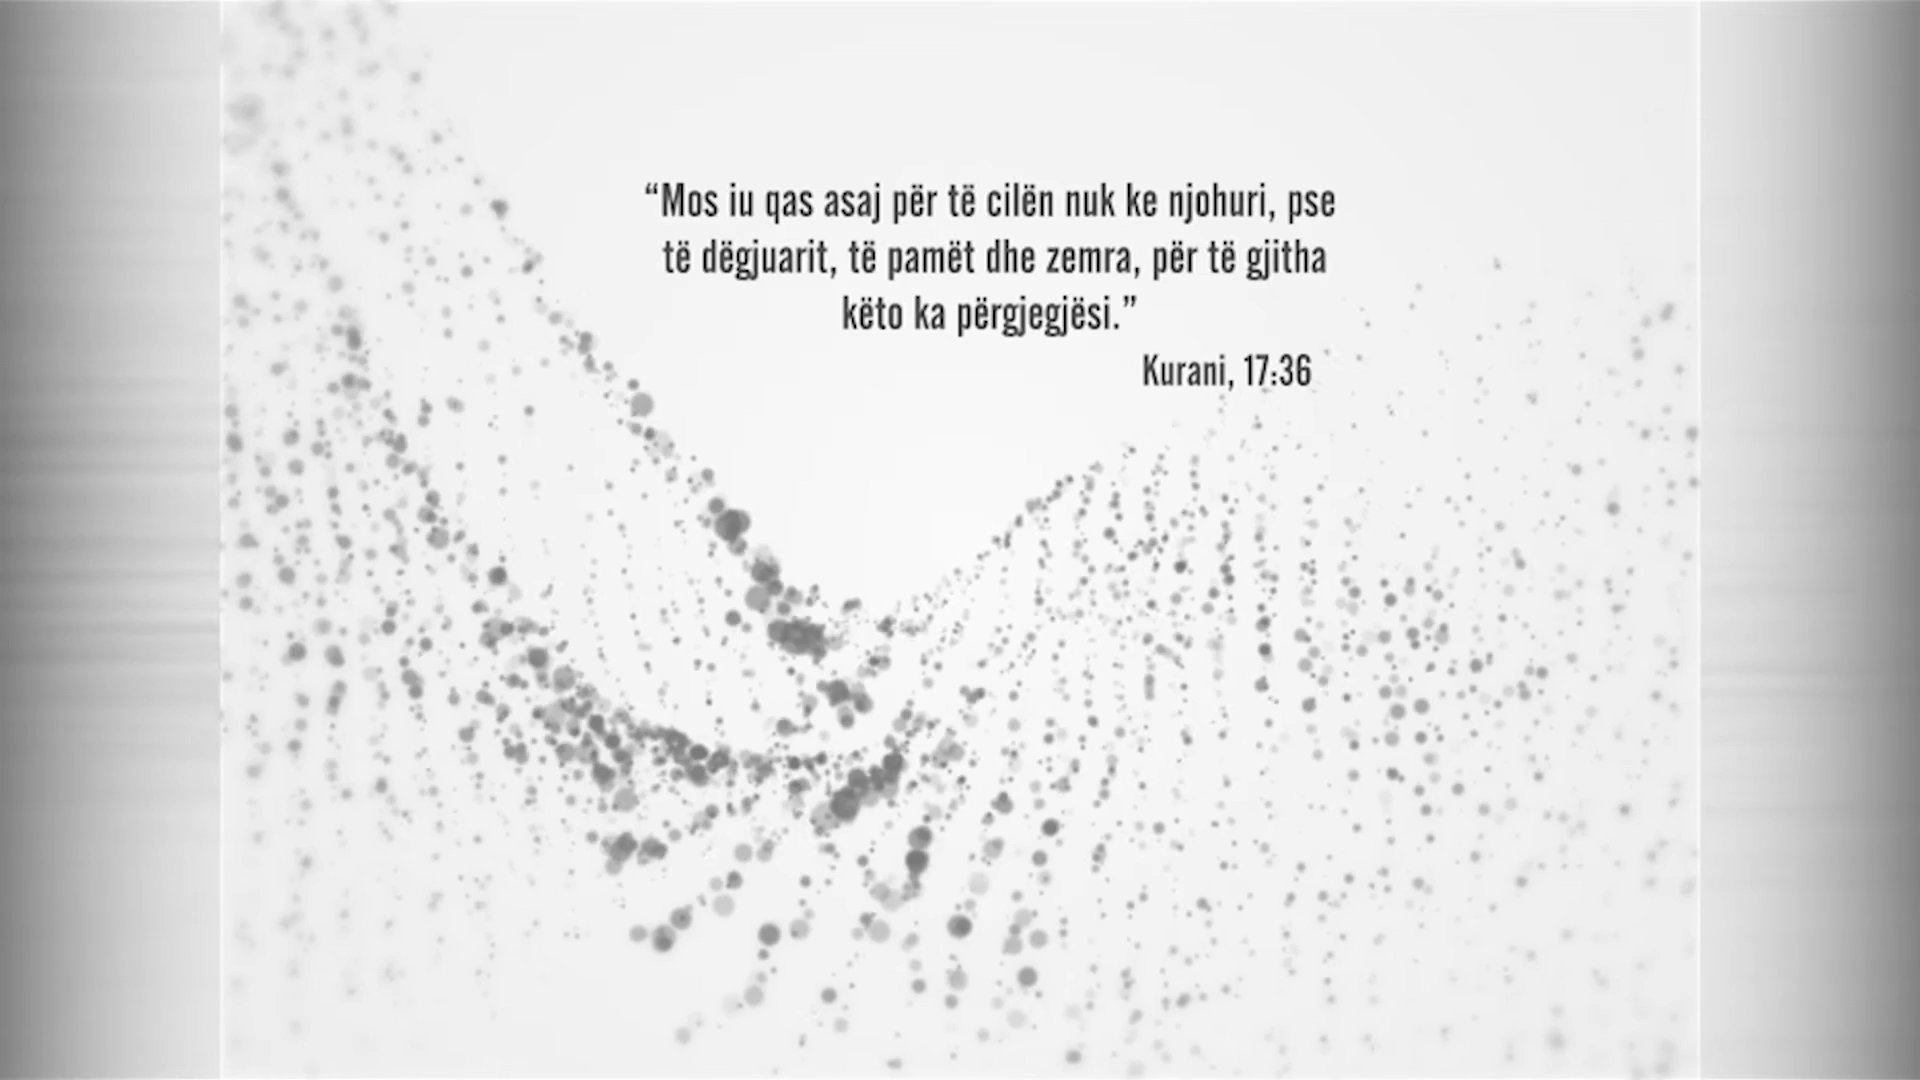 “Mos iu qas asaj për të cilën nuk ke njohuri, pse
të dëgjuarit, të pamët dhe zemra, për të gjitha
këto ka përgjegjësi.”
Kurani, 17:36